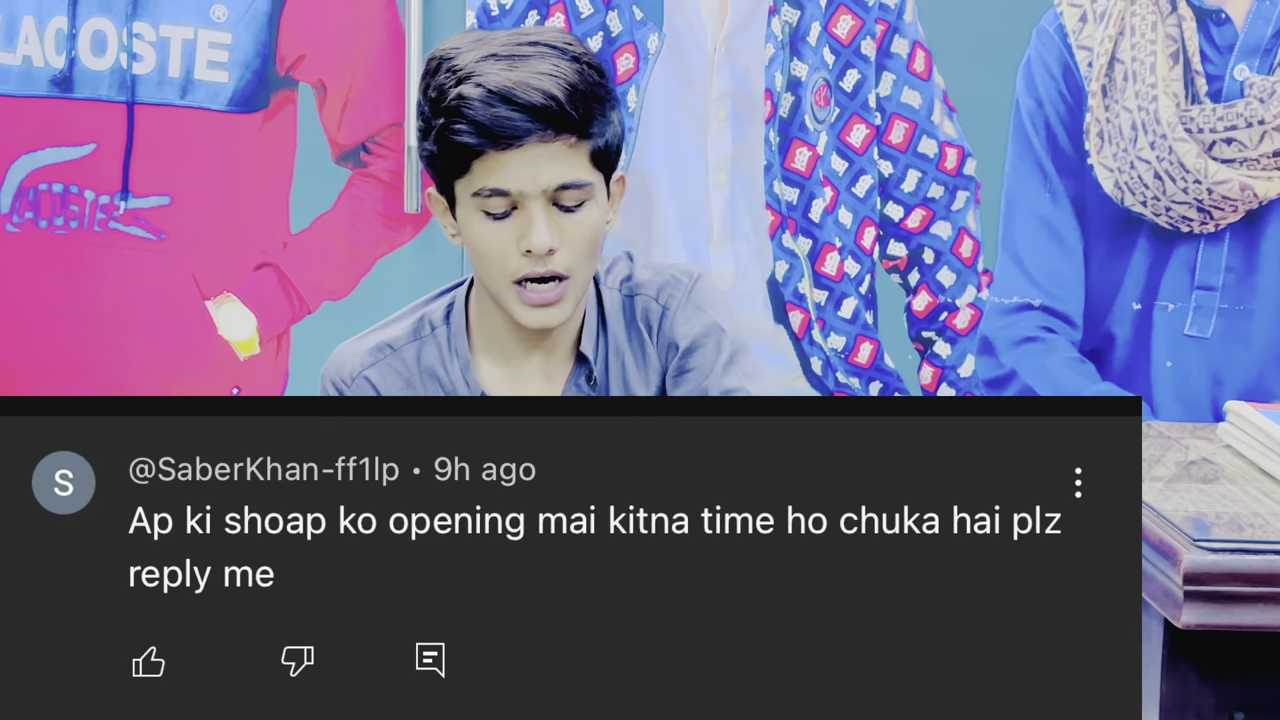 LACOSTE®
LACOSTE
S
@SaberKhan-ff1lp • 9h ago
Ap ki shoap ko opening mai kitna time ho chuka hai plz
reply me